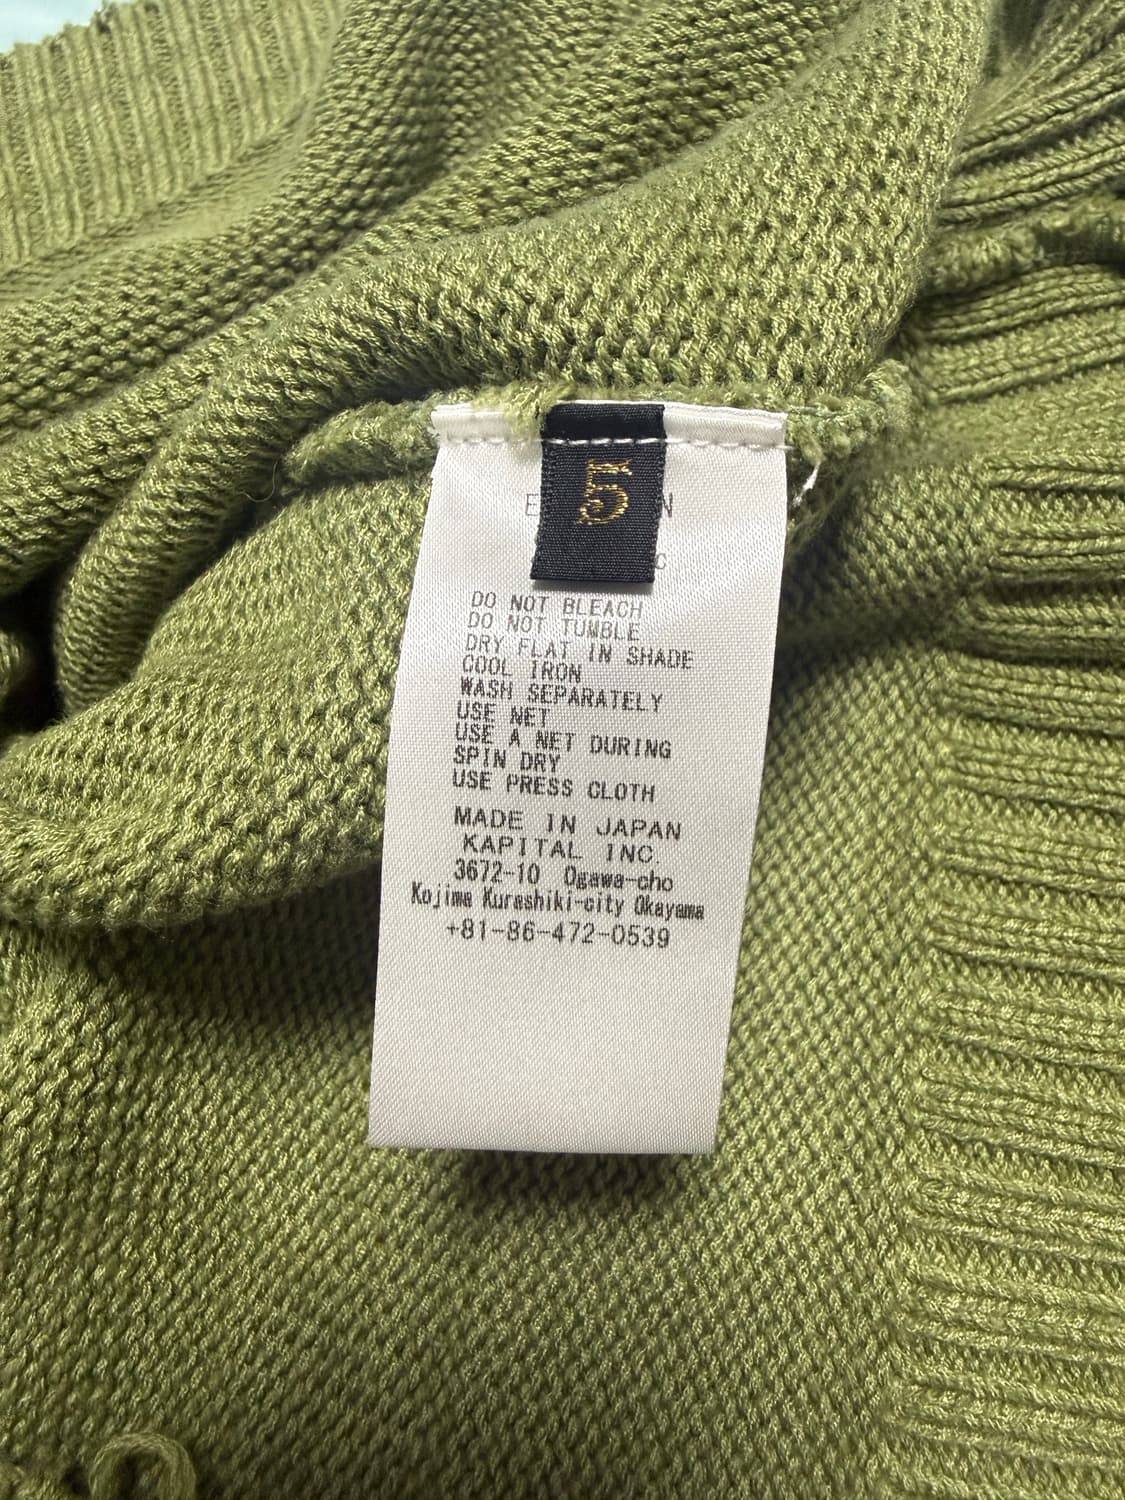 5
DO NOT BLEACH
DO NOT TUMBLE
DRY FLAT IN SHADE
COOL IRON
WASH SEPARATELY
USE NET
USE A NET DURING
SPIN DRY
USE PRESS CLOTH
MADE IN JAPAN
KAPITAL INC.
3672-10 Ogawa-cho
Kojima Kurashiki-city Okayama
+81-86-472-0539